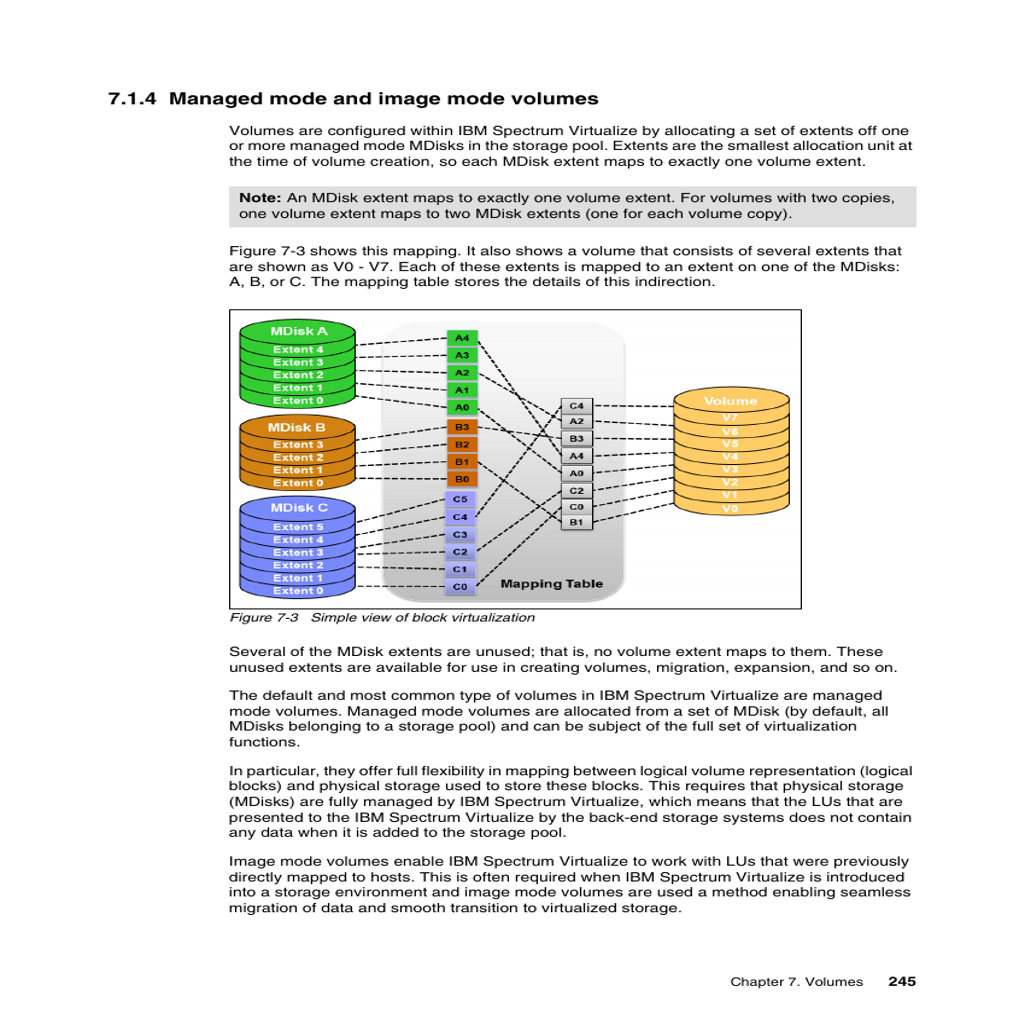 7.1.4 Managed mode and image mode volumes
Volumes are configured within IBM Spectrum Virtualize by allocating a set of extents off one
or more managed mode MDisks in the storage pool. Extents are the smallest allocation unit at
the time of volume creation, so each MDisk extent maps to exactly one volume extent.
Note: An MDisk extent maps to exactly one volume extent. For volumes with two copies,
one volume extent maps to two MDisk extents (one for each volume copy).
Figure 7-3 shows this mapping. It also shows a volume that consists of several extents that
are shown as V0 - V7. Each of these extents is mapped to an extent on one of the MDisks:
A, B, or C. The mapping table stores the details of this indirection.
MDisk A
Extent 4
Extent 3
Extent 2
Extent 1
Extent 0
MDisk B
Extent 3
Extent 2
Extent 1
Extent 0
MDisk C
Extent 5
Extent 4
Extent 3
Extent 2
Extent 1
Extent 0
A4
A3
A2
A1
A0
B3
B2
B1
B0
C5
C4
C3
C2
C1
C0
C4
A2
B3
A4
A0
C2
C0
B1
Mapping Table
Volume
V7
V6
V5
V4
V3
V2
V1
V0
Figure 7-3 Simple view of block virtualization
Several of the MDisk extents are unused; that is, no volume extent maps to them. These
unused extents are available for use in creating volumes, migration, expansion, and so on.
The default and most common type of volumes in IBM Spectrum Virtualize are managed
mode volumes. Managed mode volumes are allocated from a set of MDisk (by default, all
MDisks belonging to a storage pool) and can be subject of the full set of virtualization
functions.
In particular, they offer full flexibility in mapping between logical volume representation (logical
blocks) and physical storage used to store these blocks. This requires that physical storage
(MDisks) are fully managed by IBM Spectrum Virtualize, which means that the LUs that are
presented to the IBM Spectrum Virtualize by the back-end storage systems does not contain
any data when it is added to the storage pool.
Image mode volumes enable IBM Spectrum Virtualize to work with LUs that were previously
directly mapped to hosts. This is often required when IBM Spectrum Virtualize is introduced
into a storage environment and image mode volumes are used a method enabling seamless
migration of data and smooth transition to virtualized storage.
Chapter 7. Volumes 245